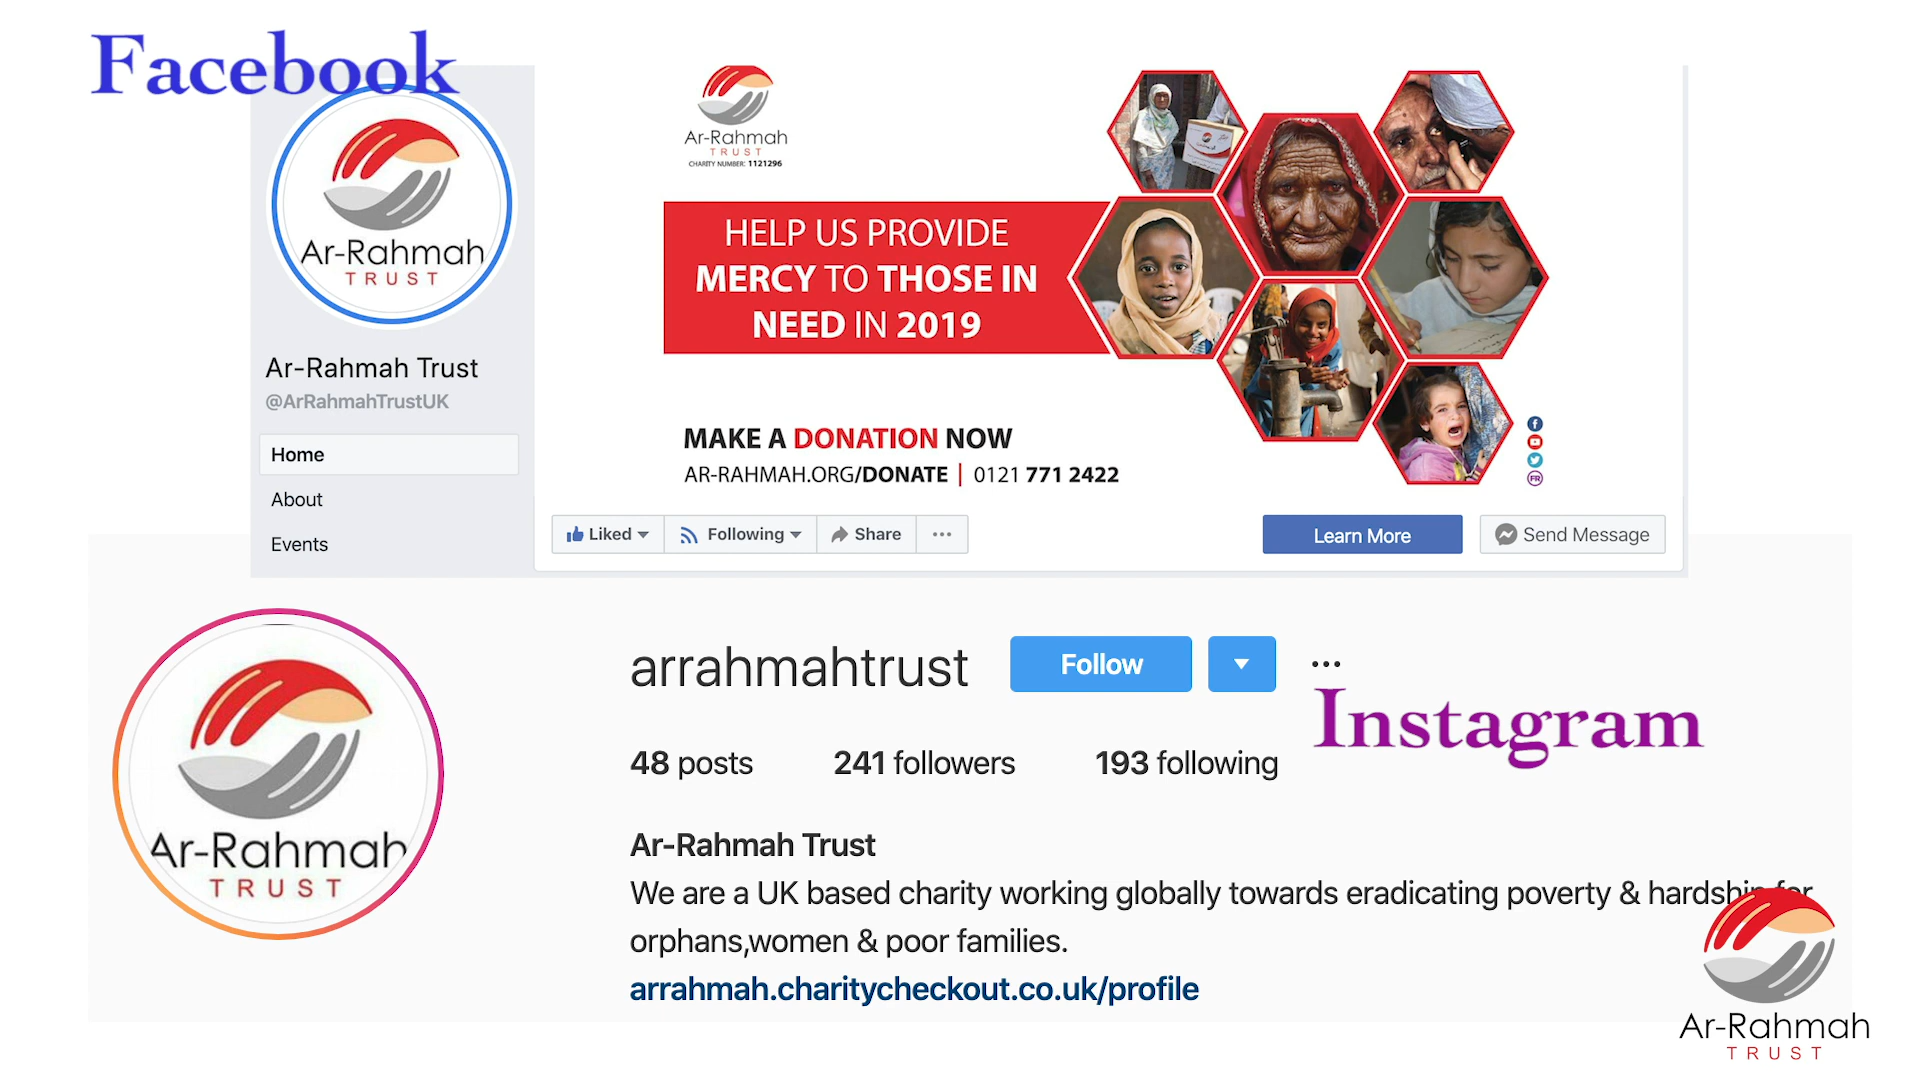 Facebook
Ar-Rahmah
TRUST
Ar-Rahmah Trust
@ArRahmahTrustUK
Home
About
Events
Ar-Rahmah
TRUST
CHARITY NUMBER: 1121296
HELP US PROVIDE
MERCY TO THOSE IN
NEED IN 2019
MAKE A DONATION NOW
AR-RAHMAH.ORG/DONATE | 0121 771 2422
FR
Liked
Following
Share
Learn More
Send Message
Ar-Rahmah
TRUST
arrahmahtrust
Follow
Instagram
48 posts 241 followers 193 following
Ar-Rahmah Trust
We are a UK based charity working globally towards eradicating poverty & hardship for
orphans,women & poor families.
arrahmah.charitycheckout.co.uk/profile
Ar-Rahmah
TRUST